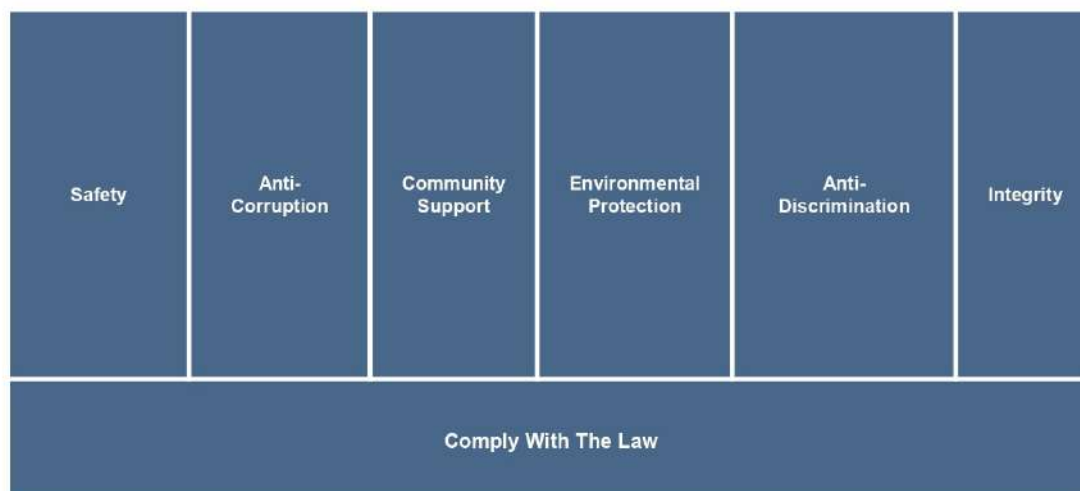 Safety
Anti-
Corruption
Community
Support
Environmental
Protection
Anti-
Discrimination
Integrity
Comply With The Law